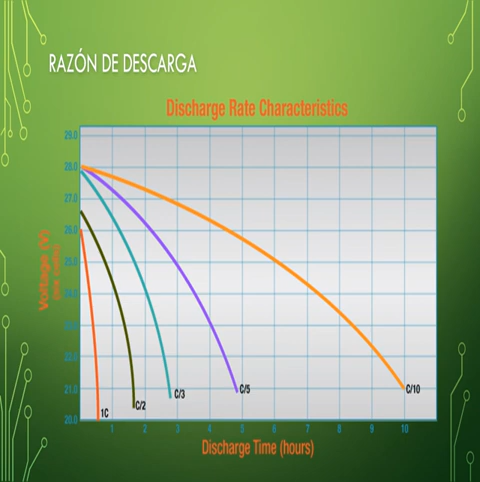 RAZÓN DE DESCARGA
Discharge Rate Characteristics
29.0
28.0
27.0
26.0
25.0
22.0
21.0
20.0
Voltage (V)
1C
C/2
C/3
C/5
C/10
1 2 3 4 5 6 7 8 9 10
Discharge Time (hours)